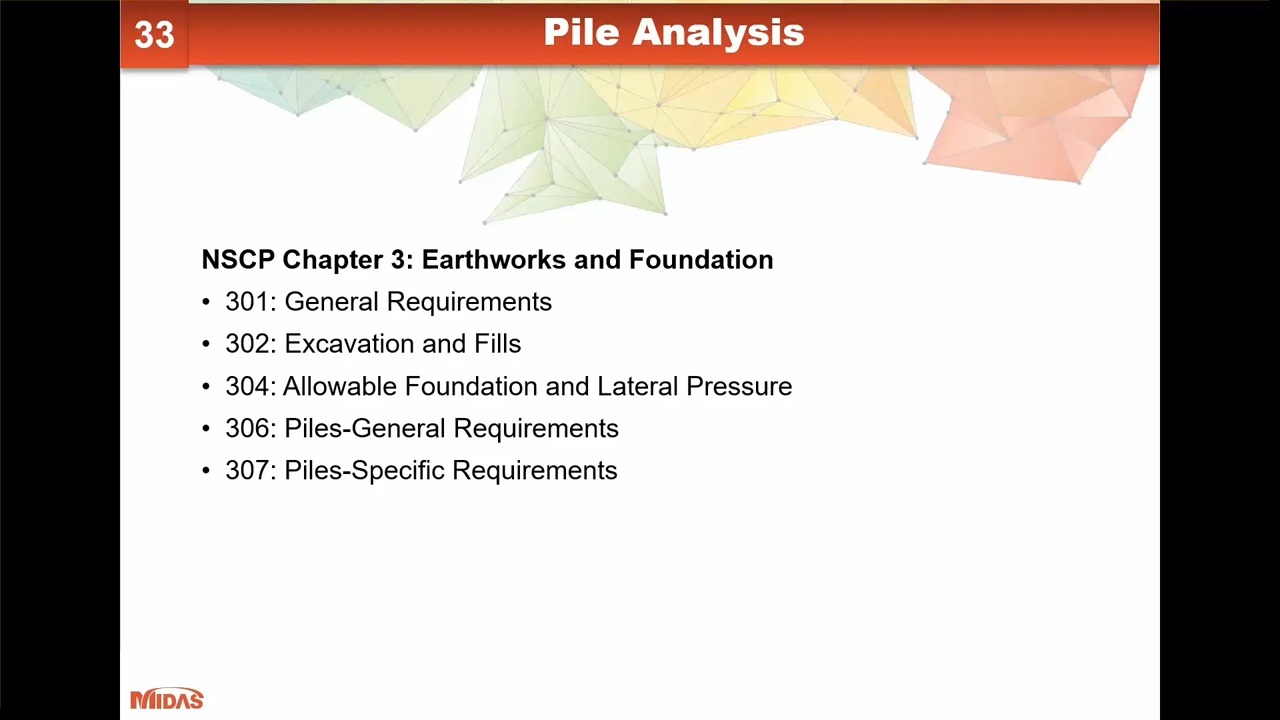 33
Pile Analysis
NSCP Chapter 3: Earthworks and Foundation
• 301: General Requirements
• 302: Excavation and Fills
• 304: Allowable Foundation and Lateral Pressure
• 306: Piles-General Requirements
• 307: Piles-Specific Requirements
MIDAS